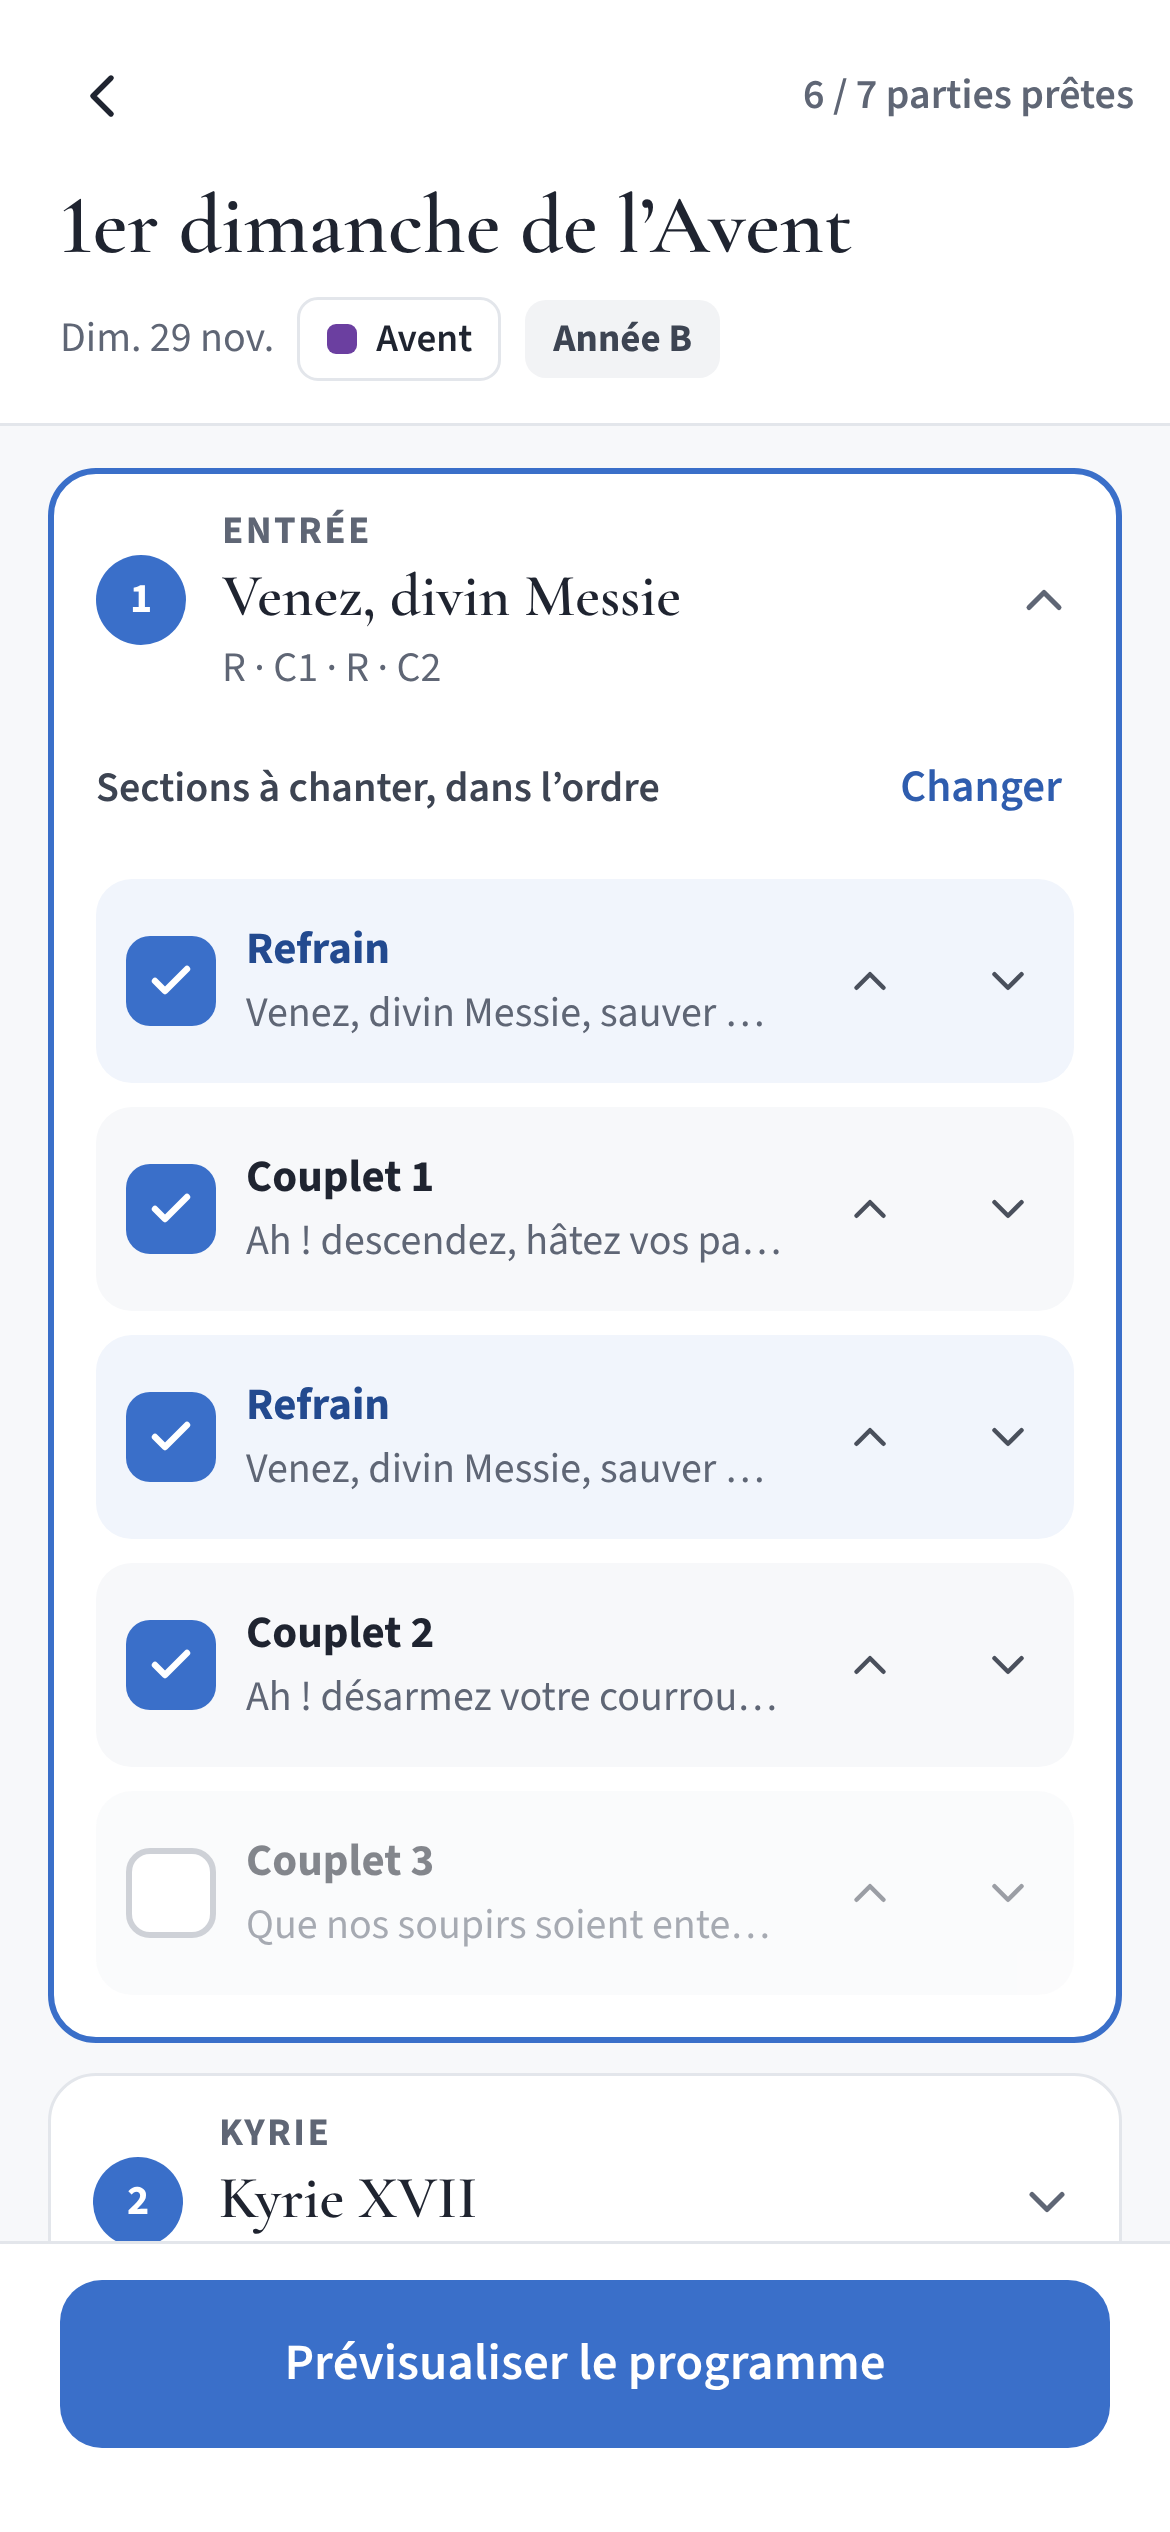 6 / 7 parties prêtes
1er dimanche de l’Avent
Dim. 29 nov.
Avent
Année B
ENTRÉE
1
Venez, divin Messie
R · C1 · R · C2
Sections à chanter, dans l’ordre
Changer
Refrain
Venez, divin Messie, sauver …
Couplet 1
Ah ! descendez, hâtez vos pa…
Refrain
Venez, divin Messie, sauver …
Couplet 2
Ah ! désarmez votre courrou…
Couplet 3
Que nos soupirs soient ente…
KYRIE
2
Kyrie XVII
Prévisualiser le programme